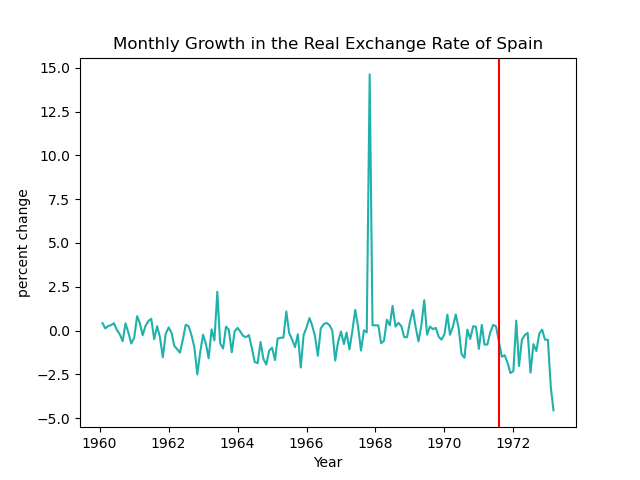 Monthly Growth in the Real Exchange Rate of Spain
15.0
12.5
10.0
7.5
5.0
2.5
0.0
−2.5
−5.0
percent change
1960 1962 1964 1966 1968 1970 1972
Year